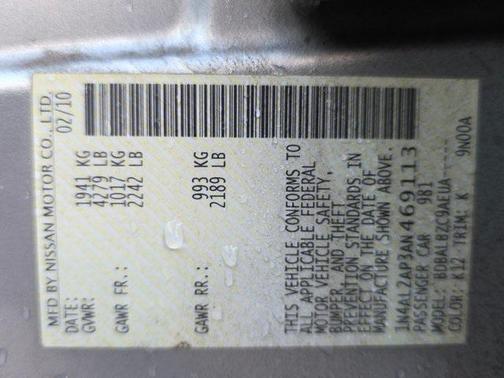 MFD BY NISSAN MOTOR CO., LTD.
DATE: 02/10
GVWR: 1941 KG
4279 LB
GAWR FR.: 1017 KG
2242 LB
GAWR RR.: 993 KG
2189 LB
THIS VEHICLE CONFORMS TO
ALL APPLICABLE FEDERAL
MOTOR VEHICLE SAFETY,
BUMPER AND THEFT
PREVENTION STANDARDS IN
EFFECT ON THE DATE OF
MANUFACTURE SHOWN ABOVE.
1N4AL2AP3AN469113
PASSENGER CAR 981
MODEL: BDBALBZC9AEUA
COLOR: K12 TRIM: K 9N00A